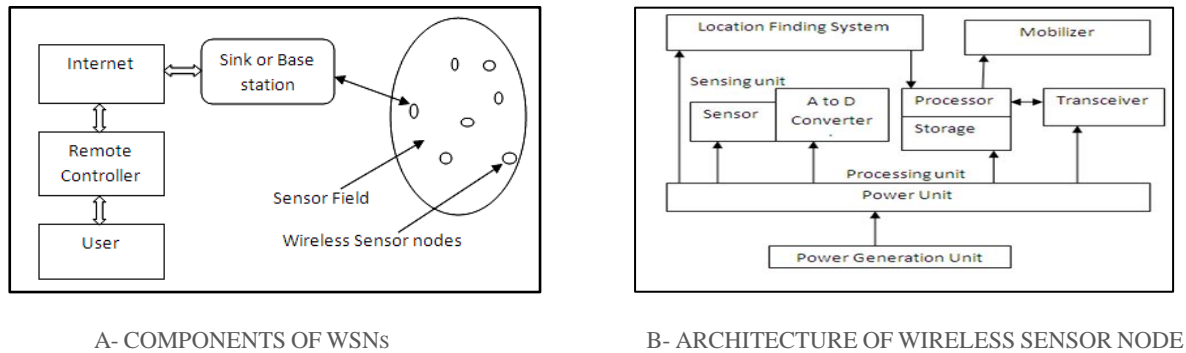 Internet
Sink or Base
station
Remote
Controller
User
Sensor Field
Wireless Sensor nodes
A- COMPONENTS OF WSNs
Location Finding System
Mobilizer
Sensing unit
Sensor
A to D
Converter
Processor
Storage
Transceiver
Processing unit
Power Unit
Power Generation Unit
B- ARCHITECTURE OF WIRELESS SENSOR NODE